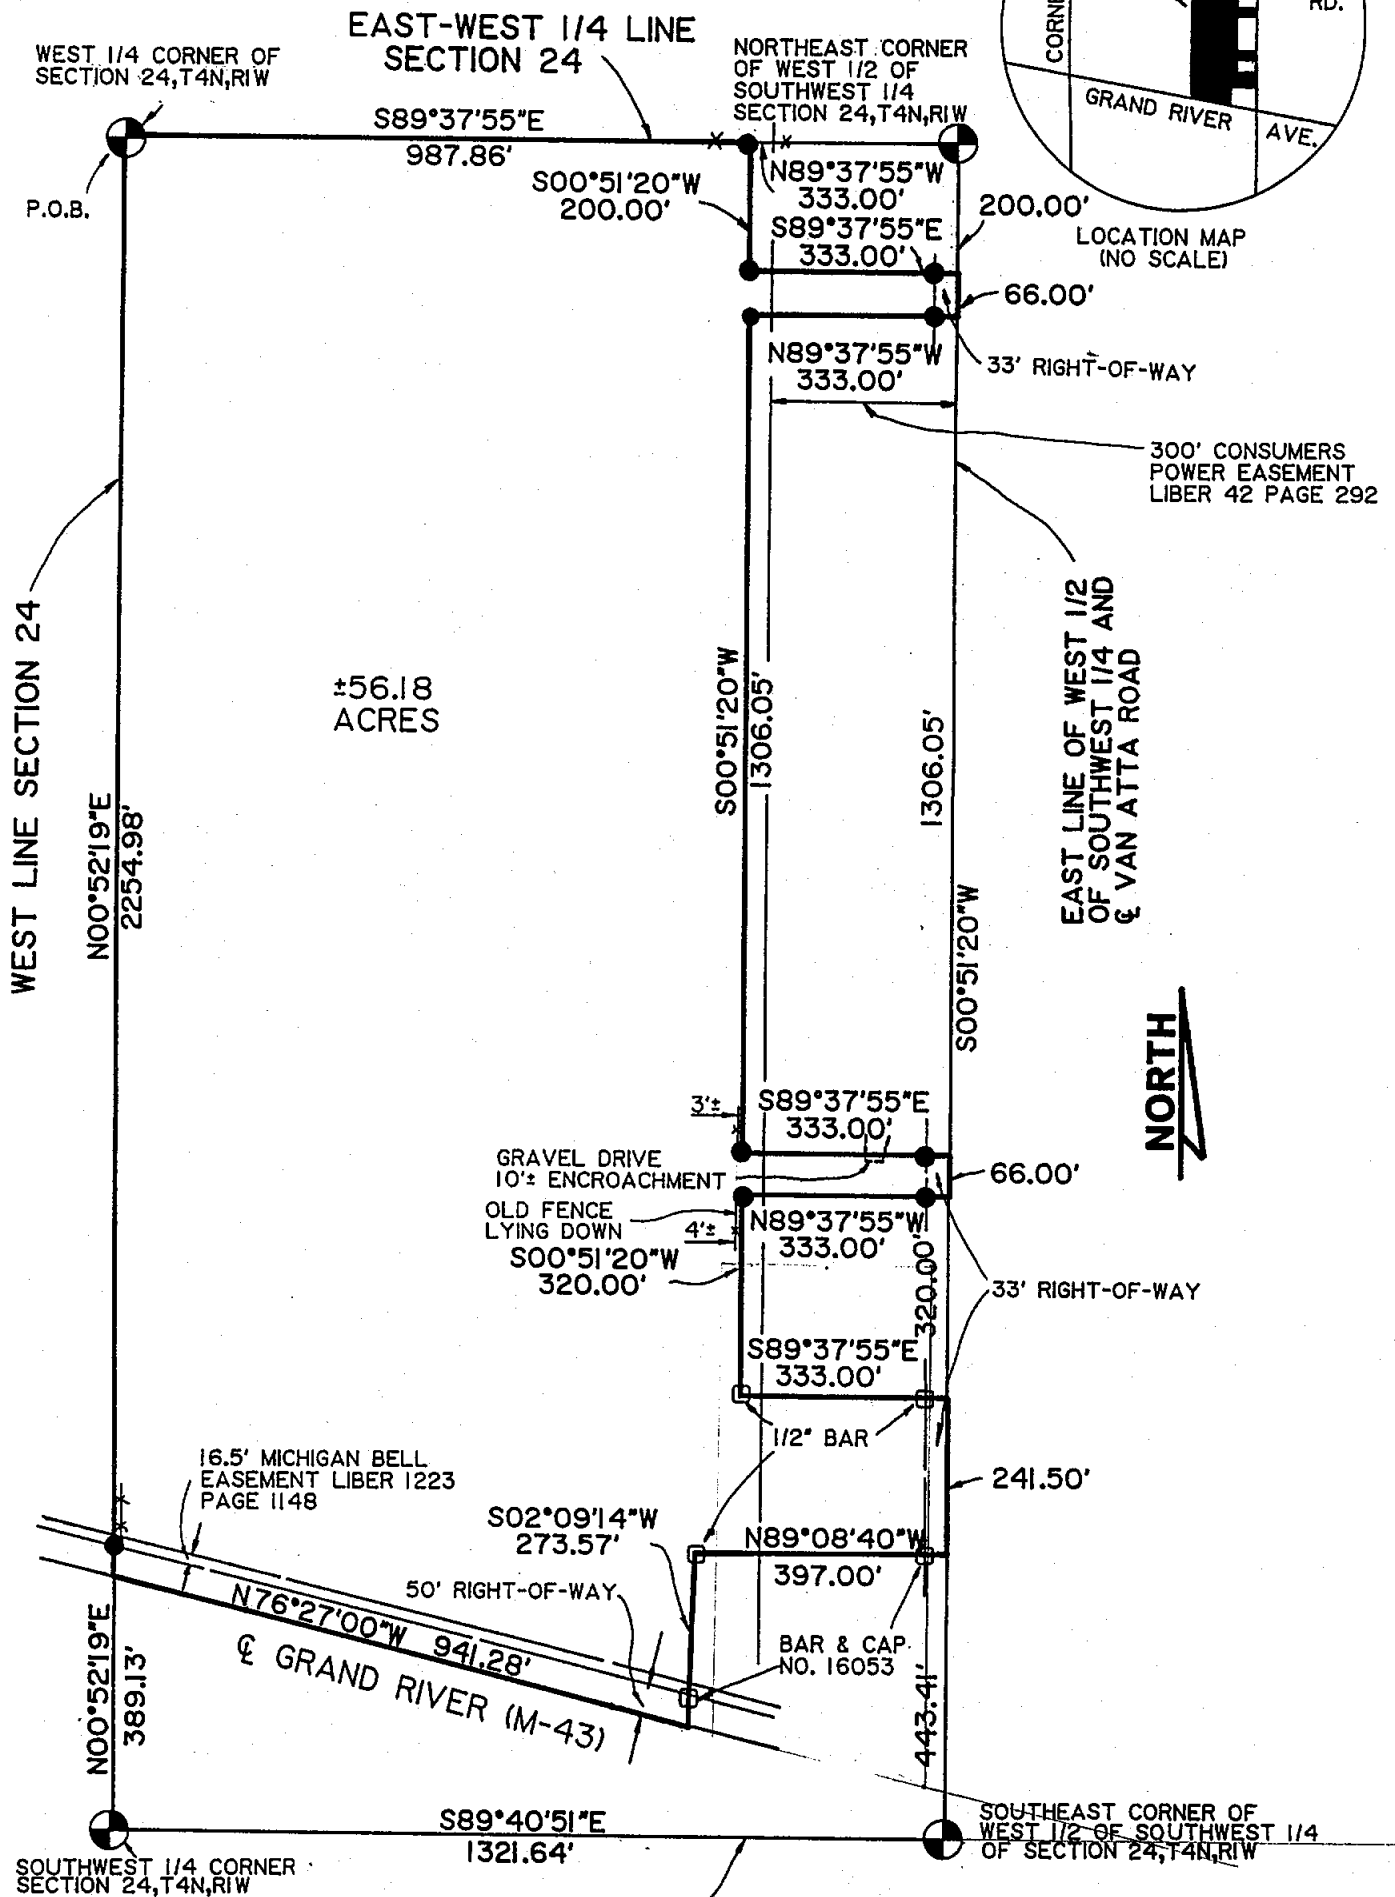 EAST-WEST 1/4 LINE
SECTION 24
WEST 1/4 CORNER OF
SECTION 24,T4N,R1W
NORTHEAST CORNER
OF WEST 1/2 OF
SOUTHWEST 1/4
SECTION 24,T4N,R1W
RD.
GRAND RIVER
AVE.
LOCATION MAP
(NO SCALE)
S89°37'55"E
987.86'
P.O.B.
S00°51'20"W
200.00'
N89°37'55"W
333.00'
S89°37'55"E
333.00'
200.00'
66.00'
N89°37'55"W
333.00'
33' RIGHT-OF-WAY
300' CONSUMERS
POWER EASEMENT
LIBER 42 PAGE 292
WEST LINE SECTION 24
±56.18
ACRES
S00°51'20"W
1306.05'
1306.05'
EAST LINE OF WEST 1/2
OF SOUTHWEST 1/4 AND
℄ VAN ATTA ROAD
N00°52'19"E
2254.98'
S00°51'20"W
NORTH
3'±
S89°37'55"E
333.00'
GRAVEL DRIVE
10'± ENCROACHMENT
66.00'
OLD FENCE
LYING DOWN
4'±
N89°37'55"W
333.00'
S00°51'20"W
320.00'
320.00'
33' RIGHT-OF-WAY
S89°37'55"E
333.00'
1/2" BAR
16.5' MICHIGAN BELL
EASEMENT LIBER 1223
PAGE 1148
241.50'
S02°09'14"W
273.57'
N89°08'40"W
397.00'
50' RIGHT-OF-WAY
N76°27'00"W 941.28'
℄ GRAND RIVER (M-43)
BAR & CAP
NO. 16053
N00°52'19"E
389.13'
443.41'
S89°40'51"E
1321.64'
SOUTHEAST CORNER OF
WEST 1/2 OF SOUTHWEST 1/4
OF SECTION 24,T4N,R1W
SOUTHWEST 1/4 CORNER
SECTION 24,T4N,R1W